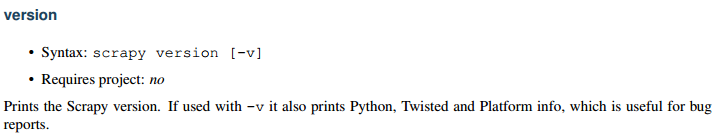 version
• Syntax: scrapy version [-v]
• Requires project: no
Prints the Scrapy version. If used with -v it also prints Python, Twisted and Platform info, which is useful for bug
reports.